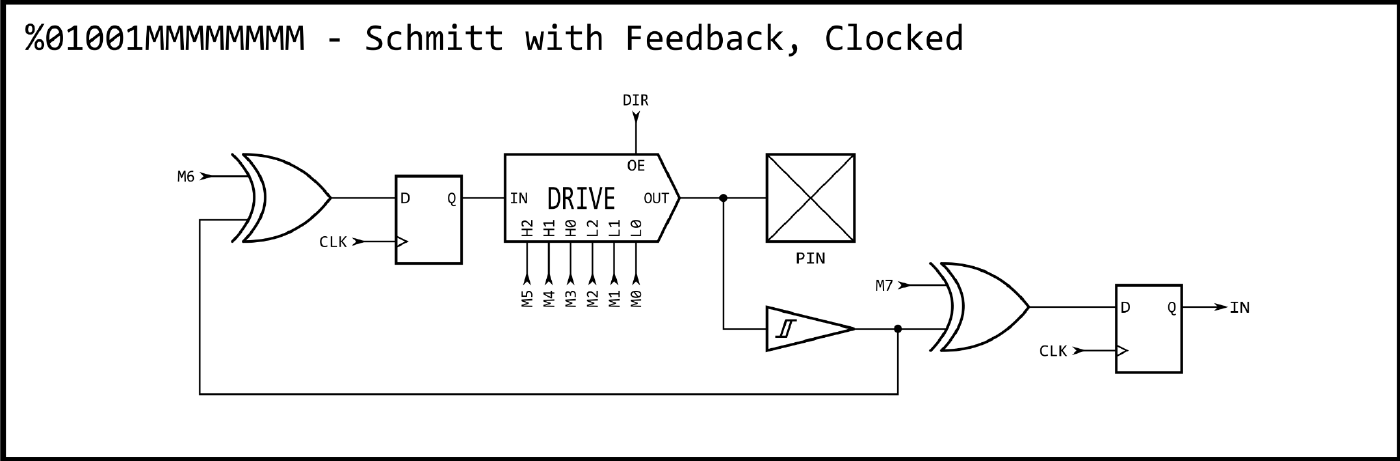 %01001MMMMMMMM - Schmitt with Feedback, Clocked
DIR
OE
M6
D Q
CLK
IN DRIVE OUT
H2 H1 H0 L2 L1 L0
M5 M4 M3 M2 M1 M0
PIN
M7
D Q
IN
CLK